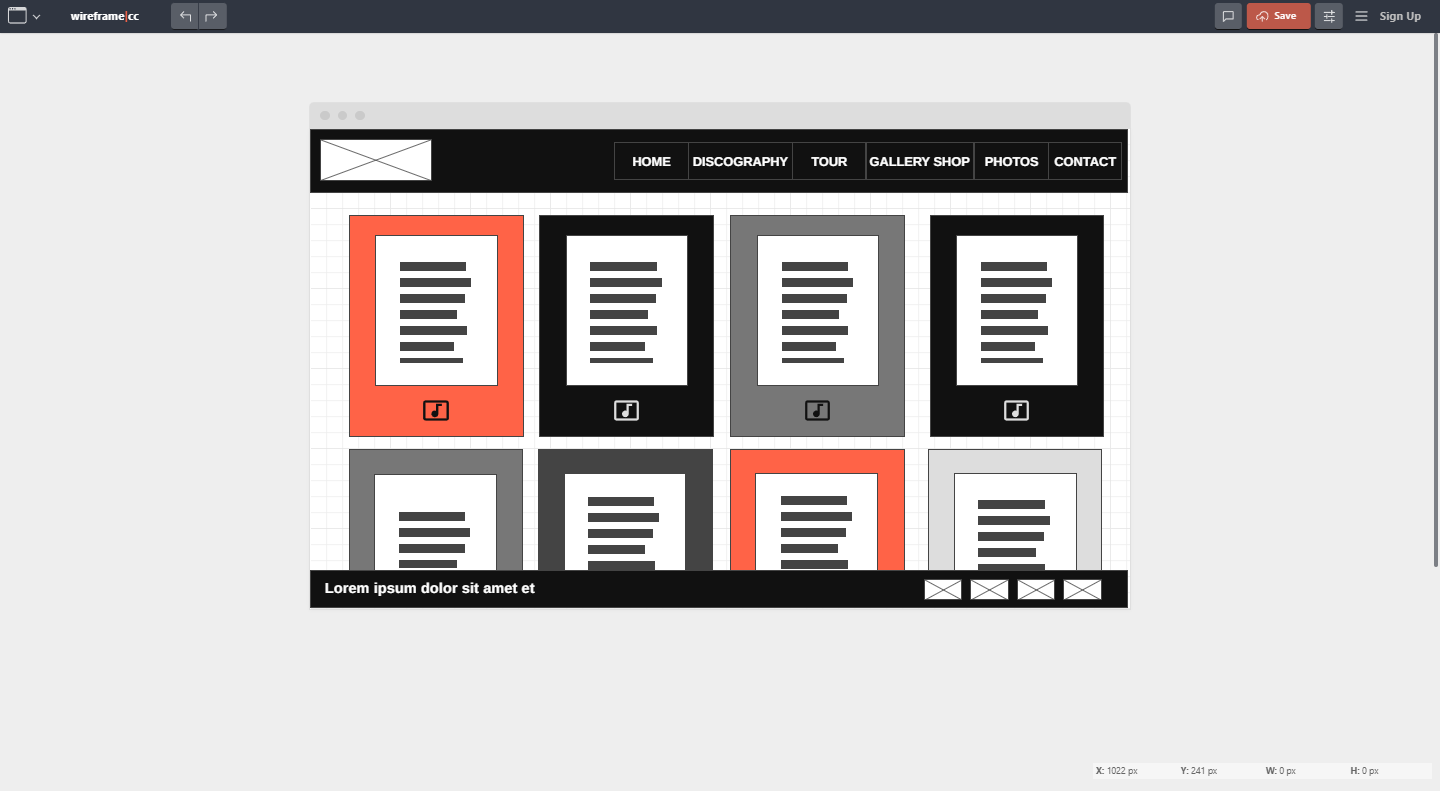 wireframe|cc
Save
Sign Up
HOME DISCOGRAPHY TOUR GALLERY SHOP PHOTOS CONTACT
Lorem ipsum dolor sit amet et
X: 1022 px Y: 241 px W: 0 px H: 0 px